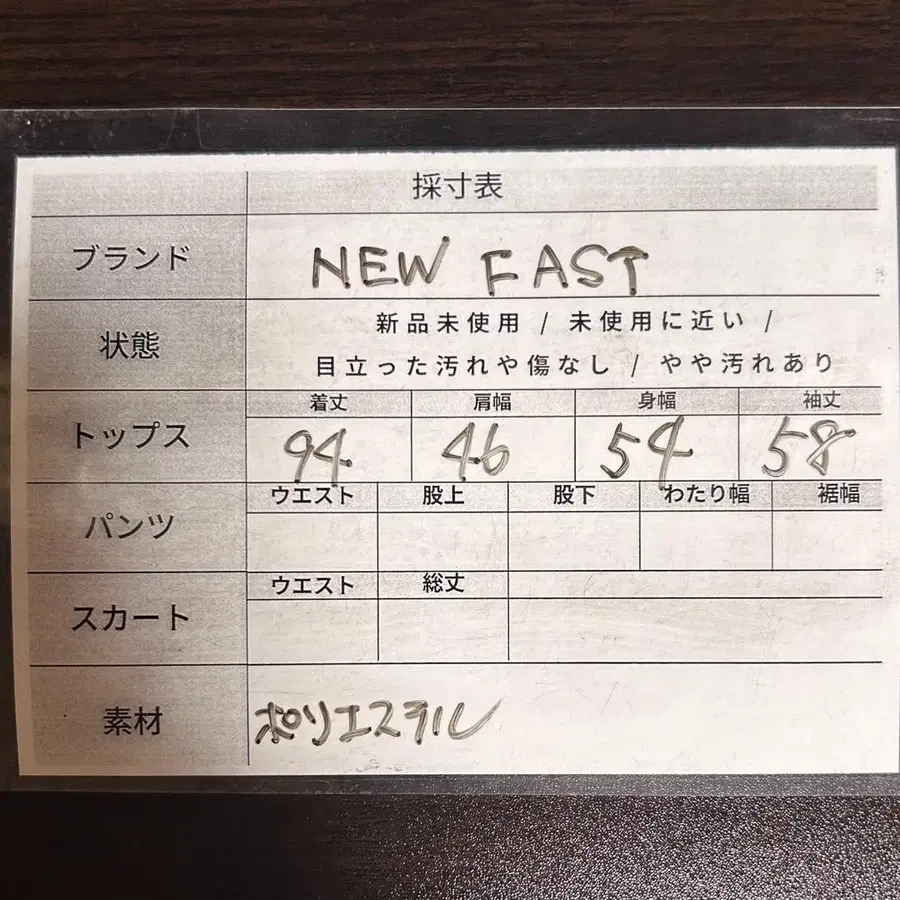 採寸表
ブランド NEW FAST
状態 新品未使用 / 未使用に近い /
目立った汚れや傷なし / やや汚れあり
トップス 着丈 肩幅 身幅 袖丈
94 46 54 58
パンツ ウエスト 股上 股下 わたり幅 裾幅
スカート ウエスト 総丈
素材 ポリエステル